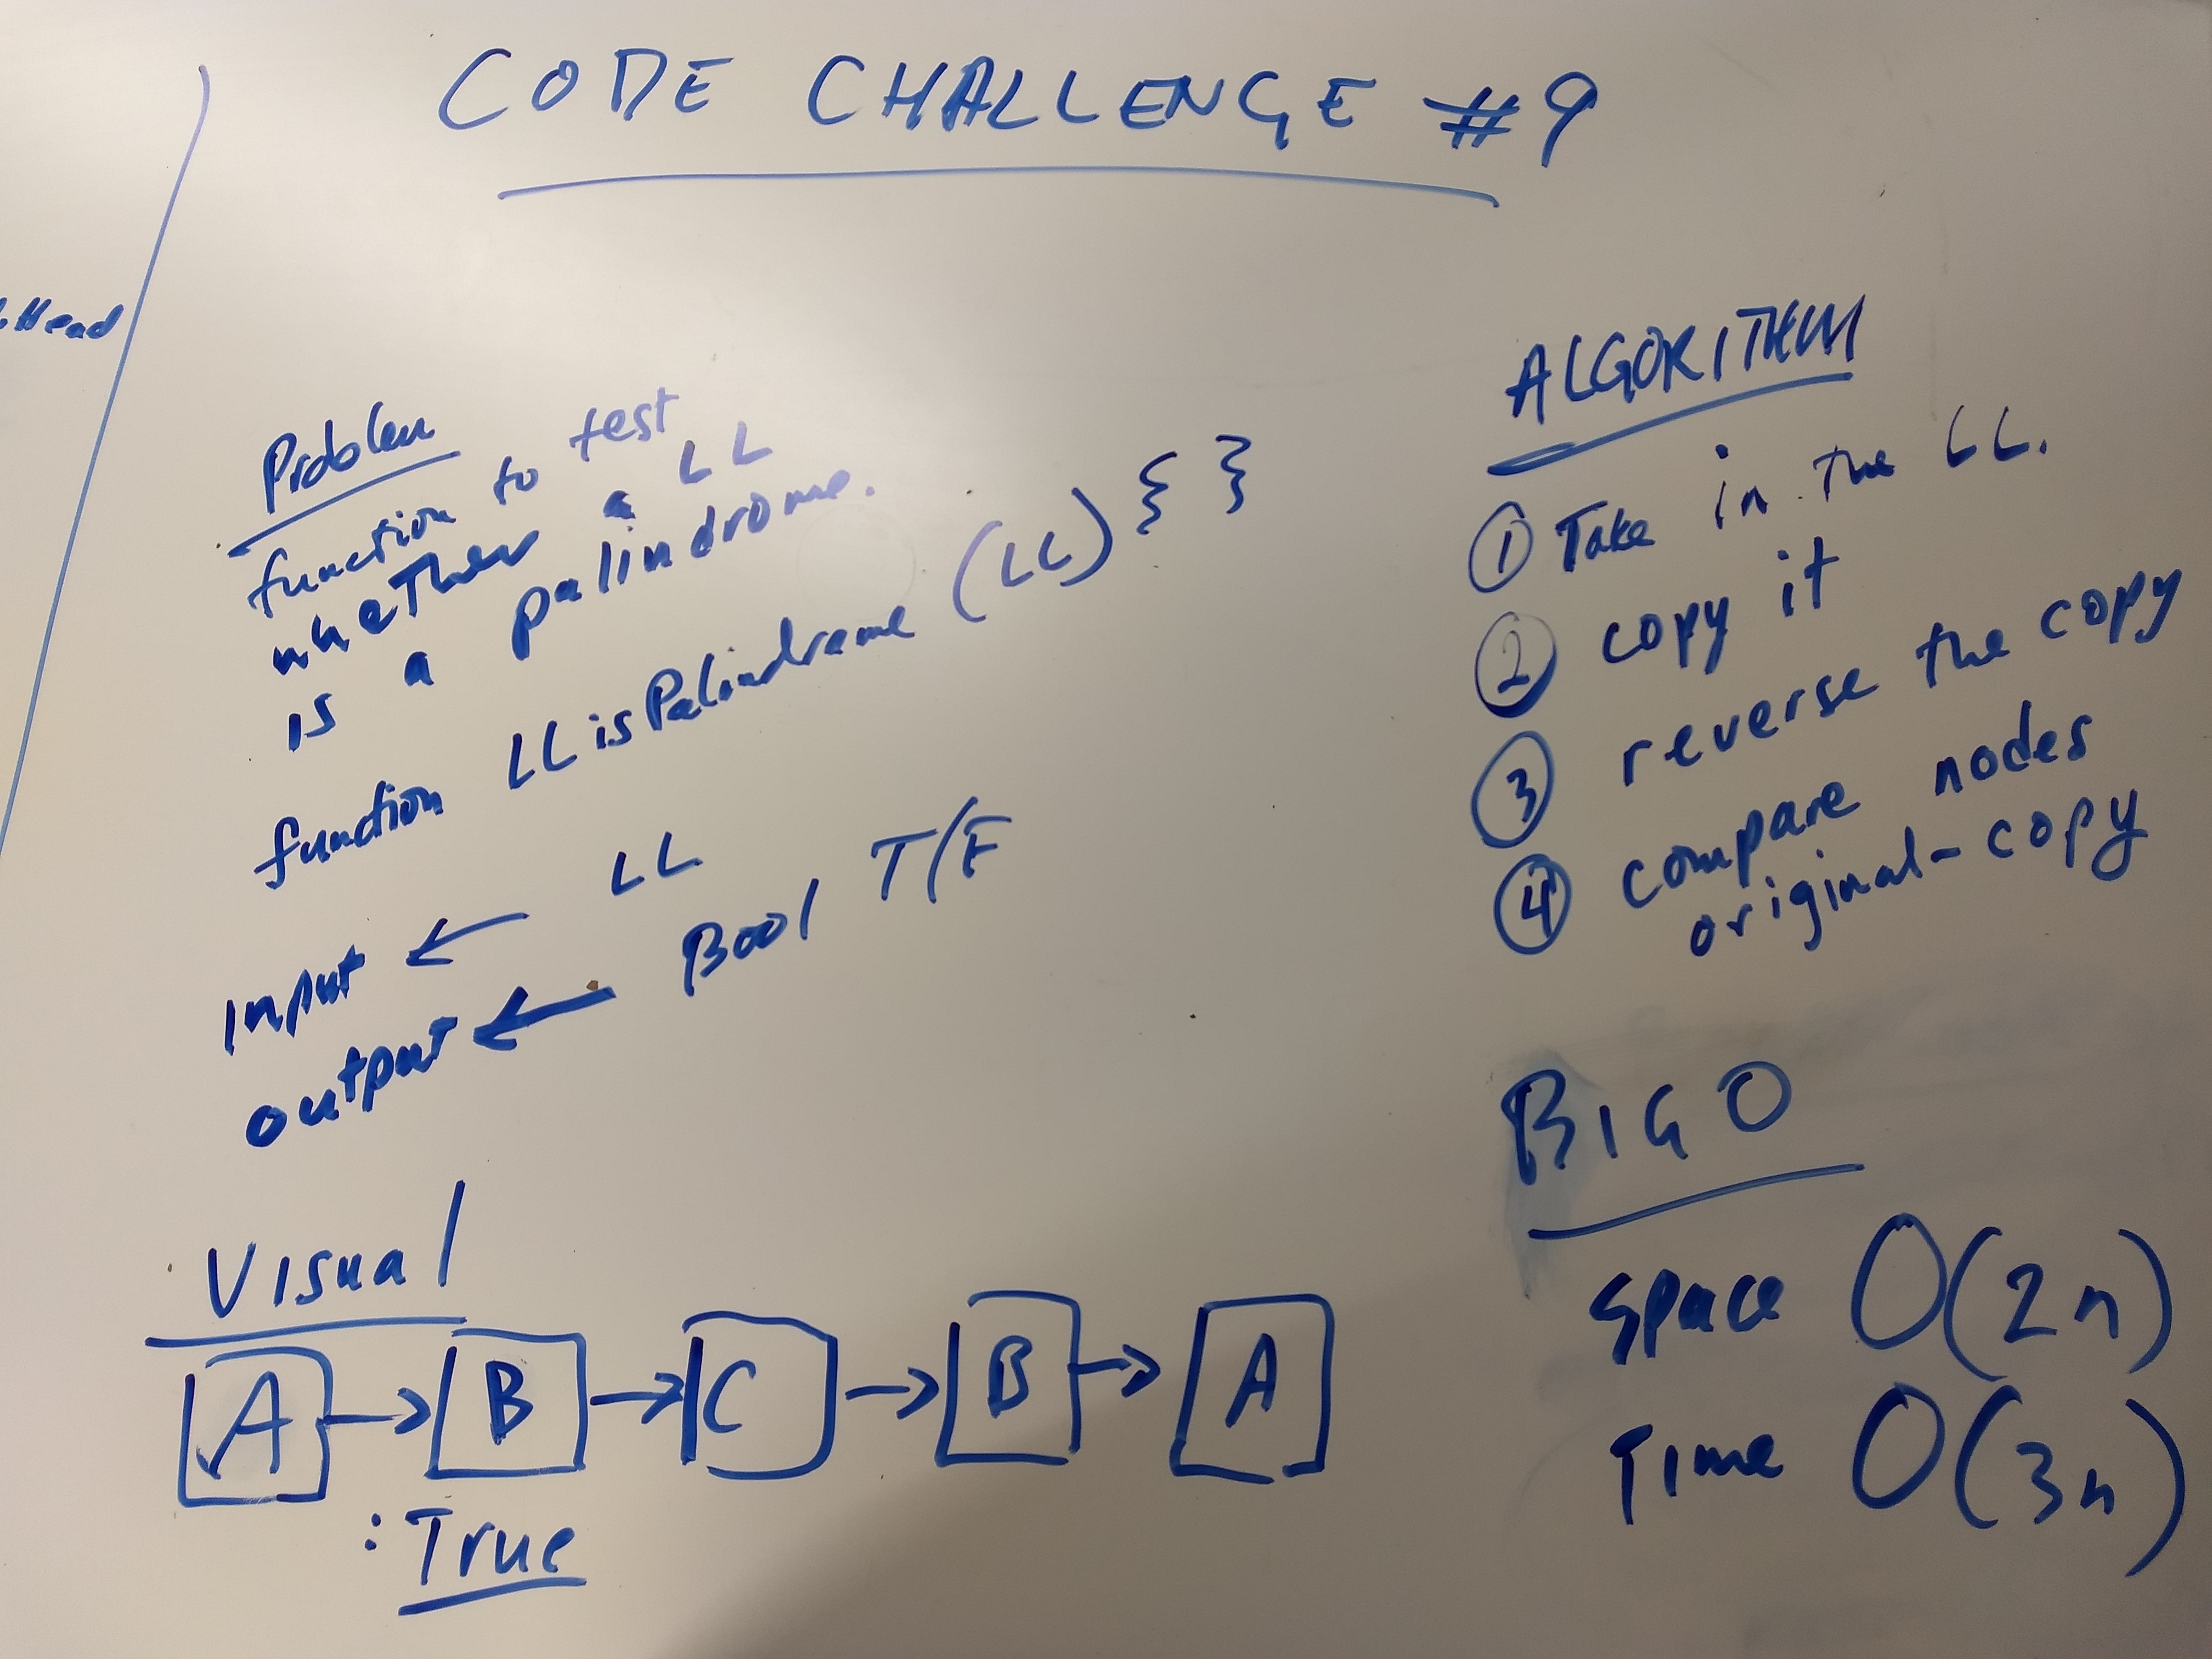 CODE CHALLENGE #9
.Head
Problem
function to test
whether a LL
is a palindrome.
function LLisPalindrome (LL) { }
input ← LL
output ← Bool T/F
Visual
A → B → C → B → A
: True
ALGORITHM
① Take in the LL.
② copy it
③ reverse the copy
④ compare nodes
original-copy
BIG O
space O(2n)
Time O(3n)